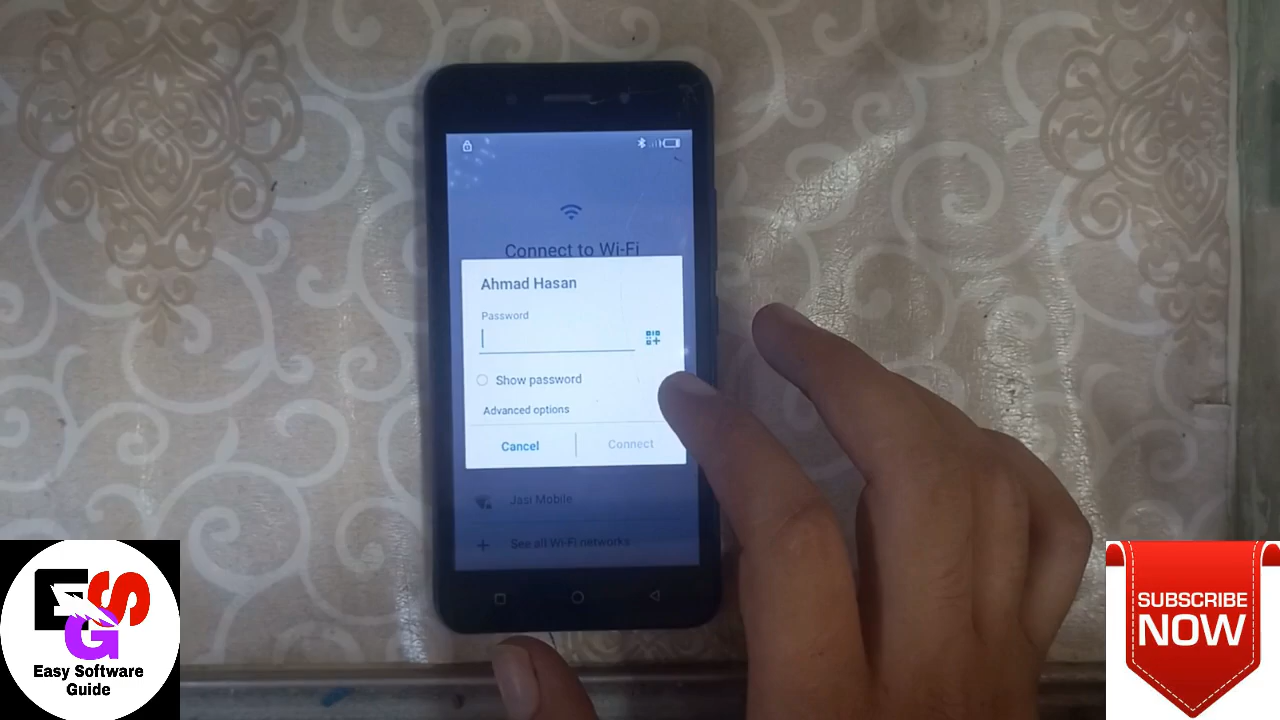 Connect to Wi-Fi
Ahmad Hasan
Password
Show password
Advanced options
Cancel
Connect
Jasi Mobile
See all Wi-Fi networks
EGS
Easy Software
Guide
SUBSCRIBE
NOW